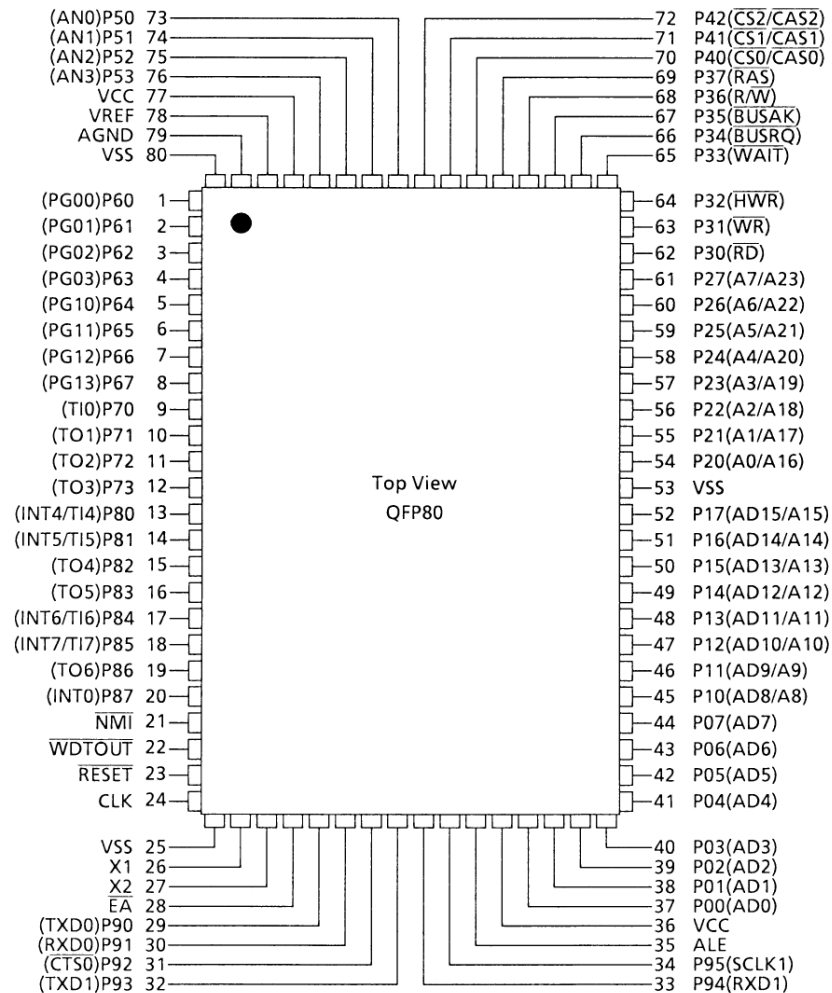 (AN0)P50 73
(AN1)P51 74
(AN2)P52 75
(AN3)P53 76
VCC 77
VREF 78
AGND 79
VSS 80
72 P42(CS2/CAS2)
71 P41(CS1/CAS1)
70 P40(CS0/CAS0)
69 P37(RAS)
68 P36(R/W)
67 P35(BUSAK)
66 P34(BUSRQ)
65 P33(WAIT)
(PG00)P60 1
(PG01)P61 2
(PG02)P62 3
(PG03)P63 4
(PG10)P64 5
(PG11)P65 6
(PG12)P66 7
(PG13)P67 8
(TI0)P70 9
(TO1)P71 10
(TO2)P72 11
(TO3)P73 12
(INT4/TI4)P80 13
(INT5/TI5)P81 14
(TO4)P82 15
(TO5)P83 16
(INT6/TI6)P84 17
(INT7/TI7)P85 18
(TO6)P86 19
(INT0)P87 20
NMI 21
WDTOUT 22
RESET 23
CLK 24
Top View
QFP80
64 P32(HWR)
63 P31(WR)
62 P30(RD)
61 P27(A7/A23)
60 P26(A6/A22)
59 P25(A5/A21)
58 P24(A4/A20)
57 P23(A3/A19)
56 P22(A2/A18)
55 P21(A1/A17)
54 P20(A0/A16)
53 VSS
52 P17(AD15/A15)
51 P16(AD14/A14)
50 P15(AD13/A13)
49 P14(AD12/A12)
48 P13(AD11/A11)
47 P12(AD10/A10)
46 P11(AD9/A9)
45 P10(AD8/A8)
44 P07(AD7)
43 P06(AD6)
42 P05(AD5)
41 P04(AD4)
VSS 25
X1 26
X2 27
EA 28
(TXD0)P90 29
(RXD0)P91 30
(CTS0)P92 31
(TXD1)P93 32
40 P03(AD3)
39 P02(AD2)
38 P01(AD1)
37 P00(AD0)
36 VCC
35 ALE
34 P95(SCLK1)
33 P94(RXD1)